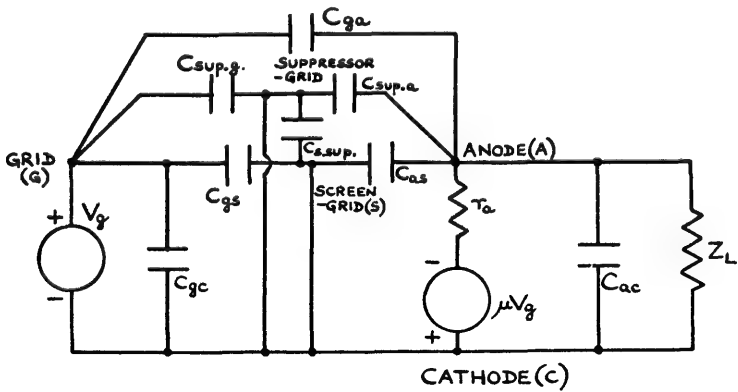 Cga
Csup.g.
SUPPRESSOR
-GRID
Csup.a
Cs.sup.
GRID
(G)
ANODE(A)
Cgs
SCREEN
-GRID(S)
Cas
+
Vg
-
Cgc
ra
-
μVg
+
Cac
ZL
CATHODE(C)